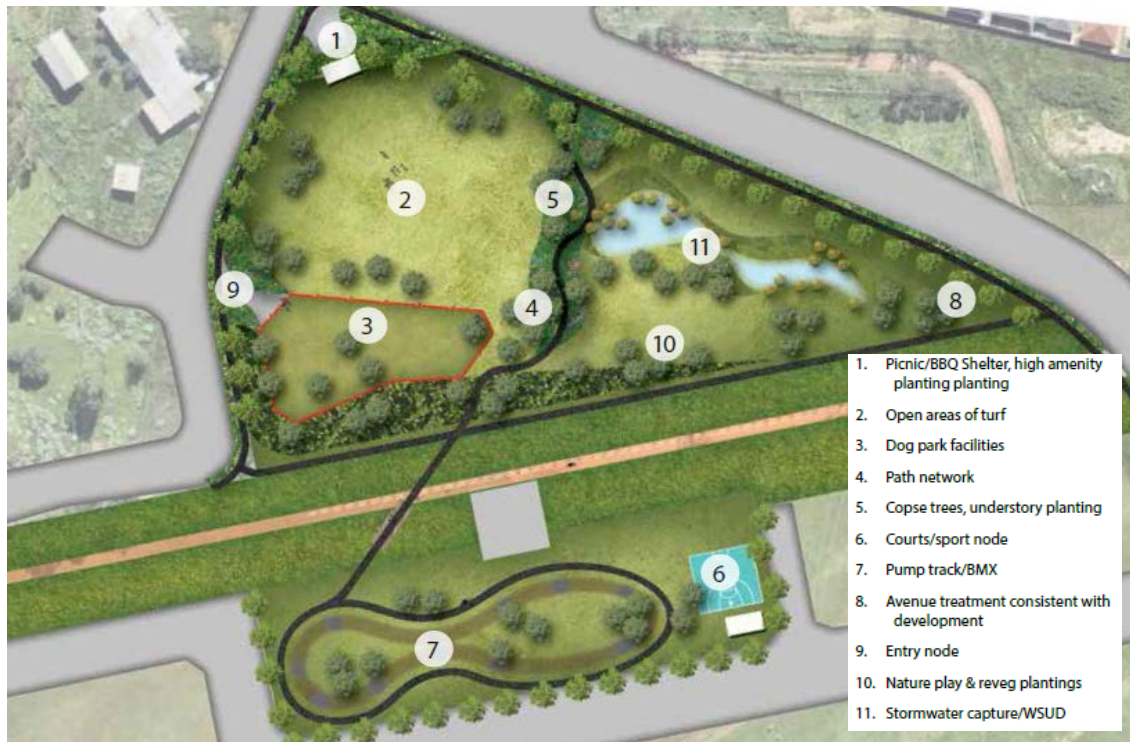 1
2
5
11
9
4
8
3
10
1. Picnic/BBQ Shelter, high amenity
planting planting
2. Open areas of turf
3. Dog park facilities
4. Path network
5. Copse trees, understory planting
6. Courts/sport node
7. Pump track/BMX
8. Avenue treatment consistent with
development
9. Entry node
10. Nature play & reveg plantings
11. Stormwater capture/WSUD
6
7